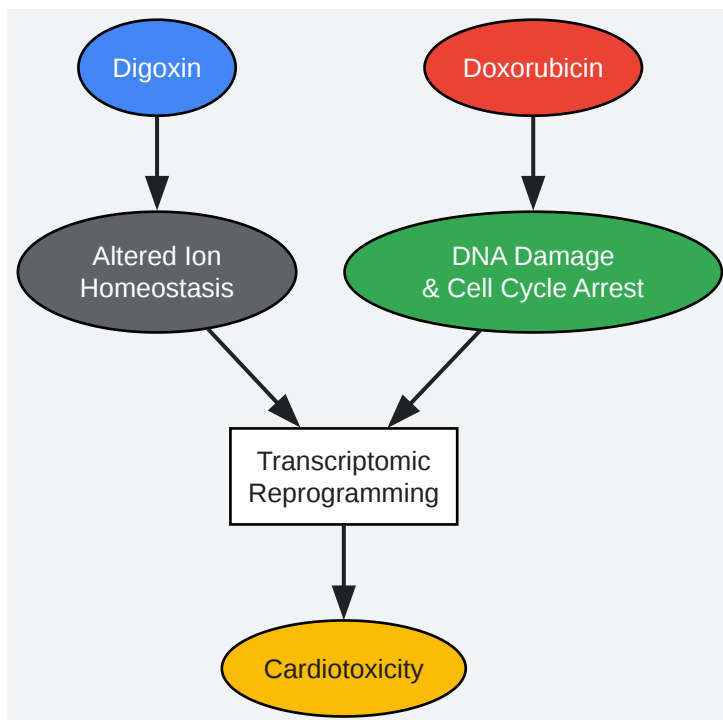 Digoxin
Doxorubicin
Altered Ion
Homeostasis
DNA Damage
& Cell Cycle Arrest
Transcriptomic
Reprogramming
Cardiotoxicity